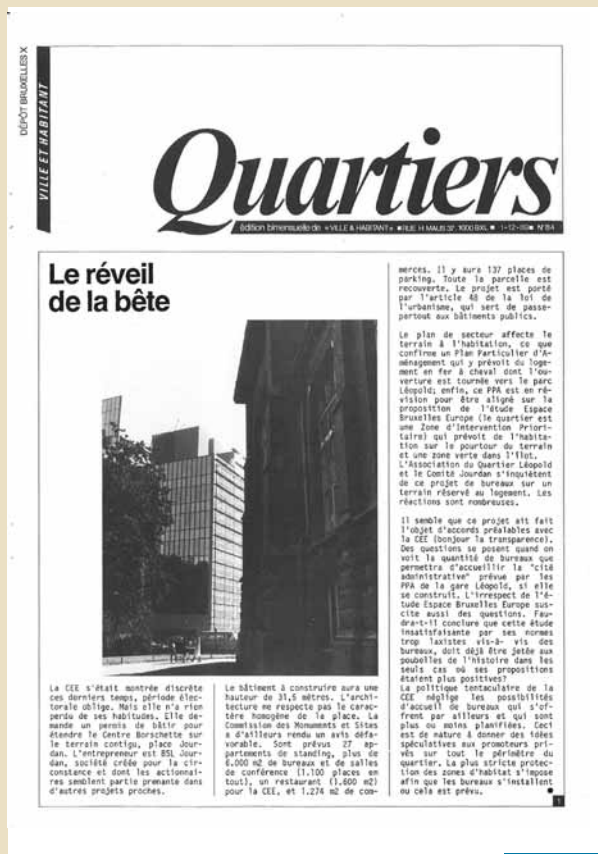 DÉPÔT BRUXELLES X
VILLE ET HABITANT
Quartiers
édition bimensuelle de «VILLE & HABITANT» ■ RUE H. MAUS 37. 1000 BXL ■ 1-12-89 ■ N°84
Le réveil
de la bête
La CEE s'était montrée discrète
ces derniers temps, période élec-
torale oblige. Mais elle n'a rien
perdu de ses habitudes. Elle de-
mande un permis de bâtir pour
étendre le Centre Borschette sur
le terrain contigu, place Jour-
dan. L'entrepreneur est BSL Jour-
dan, société créée pour la cir-
constance et dont les actionnai-
res semblent partie prenante dans
d'autres projets proches.
Le bâtiment à construire aura une
hauteur de 31,5 mètres. L'archi-
tecture ne respecte pas le carac-
tère homogène de la place. La
Commission des Monuments et Sites
a d'ailleurs rendu un avis défa-
vorable. Sont prévus 27 ap-
partements de standing, plus de
6.000 m2 de bureaux et de salles
de conférence (1.100 places en
tout), un restaurant (1.600 m2)
pour la CEE, et 1.274 m2 de com-
merces. Il y aura 137 places de
parking. Toute la parcelle est
recouverte. Le projet est porté
par l'article 48 de la loi de
l'urbanisme, qui sert de passe-
partout aux bâtiments publics.
Le plan de secteur affecte le
terrain à l'habitation, ce que
confirme un Plan Particulier d'A-
ménagement qui y prévoit du loge-
ment en fer à cheval dont l'ou-
verture est tournée vers le parc
Léopold; enfin, ce PPA est en ré-
vision pour être aligné sur la
proposition de l'étude Espace
Bruxelles Europe (le quartier est
une Zone d'Intervention Priori-
taire) qui prévoit de l'habita-
tion sur le pourtour du terrain
et une zone verte dans l'îlot.
L'Association du Quartier Léopold
et le Comité Jourdan s'inquiètent
de ce projet de bureaux sur un
terrain réservé au logement. Les
réactions sont nombreuses.
Il semble que ce projet ait fait
l'objet d'accords préalables avec
la CEE (bonjour la transparence).
Des questions se posent quand on
voit la quantité de bureaux que
permettra d'accueillir la "cité
administrative" prévue par les
PPA de la gare Léopold, si elle
se construit. L'irrespect de l'é-
tude Espace Bruxelles Europe sus-
cite aussi des questions. Fau-
dra-t-il conclure que cette étude
insatisfaisante par ses normes
trop laxistes vis-à- vis des
bureaux, doit déjà être jetée aux
poubelles de l'histoire dans les
seuls cas où ses propositions
étaient plus positives?
La politique tentaculaire de la
CEE néglige les possibilités
d'accueil de bureaux qui s'of-
frent par ailleurs et qui sont
plus ou moins planifiées. Ceci
est de nature à donner des idées
spéculatives aux promoteurs pri-
vés sur tout le périmètre du
quartier. La plus stricte protec-
tion des zones d'habitat s'impose
afin que les bureaux s'installent
ou cela est prévu.
1